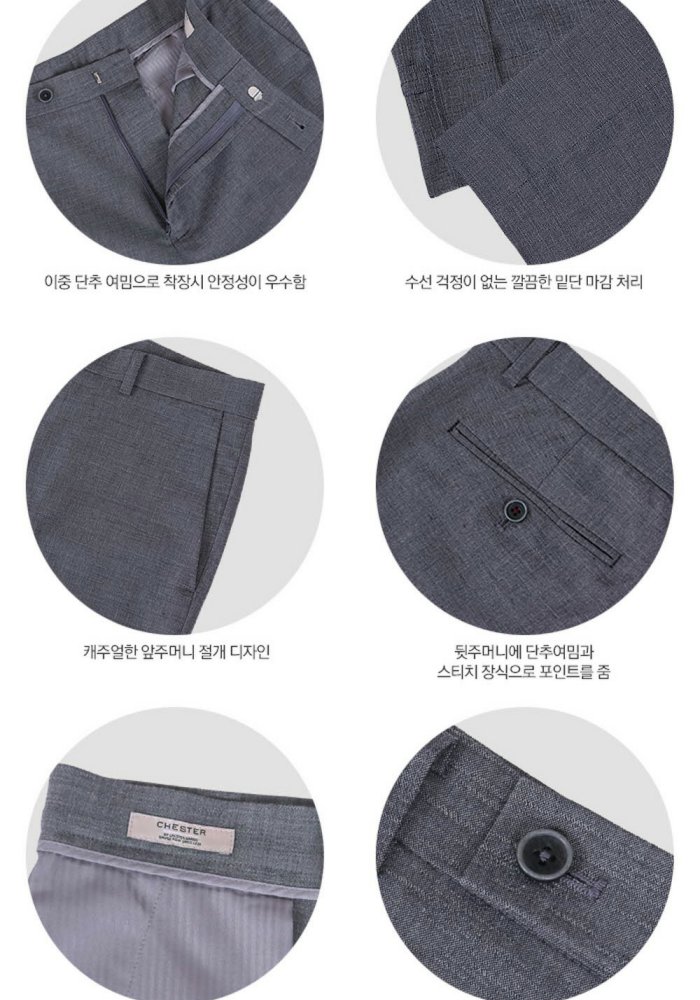 이중 단추 여밈으로 착장시 안정성이 우수함
수선 걱정이 없는 깔끔한 밑단 마감 처리
캐주얼한 앞주머니 절개 디자인
뒷주머니에 단추여밈과
스티치 장식으로 포인트를 줌
CHESTER